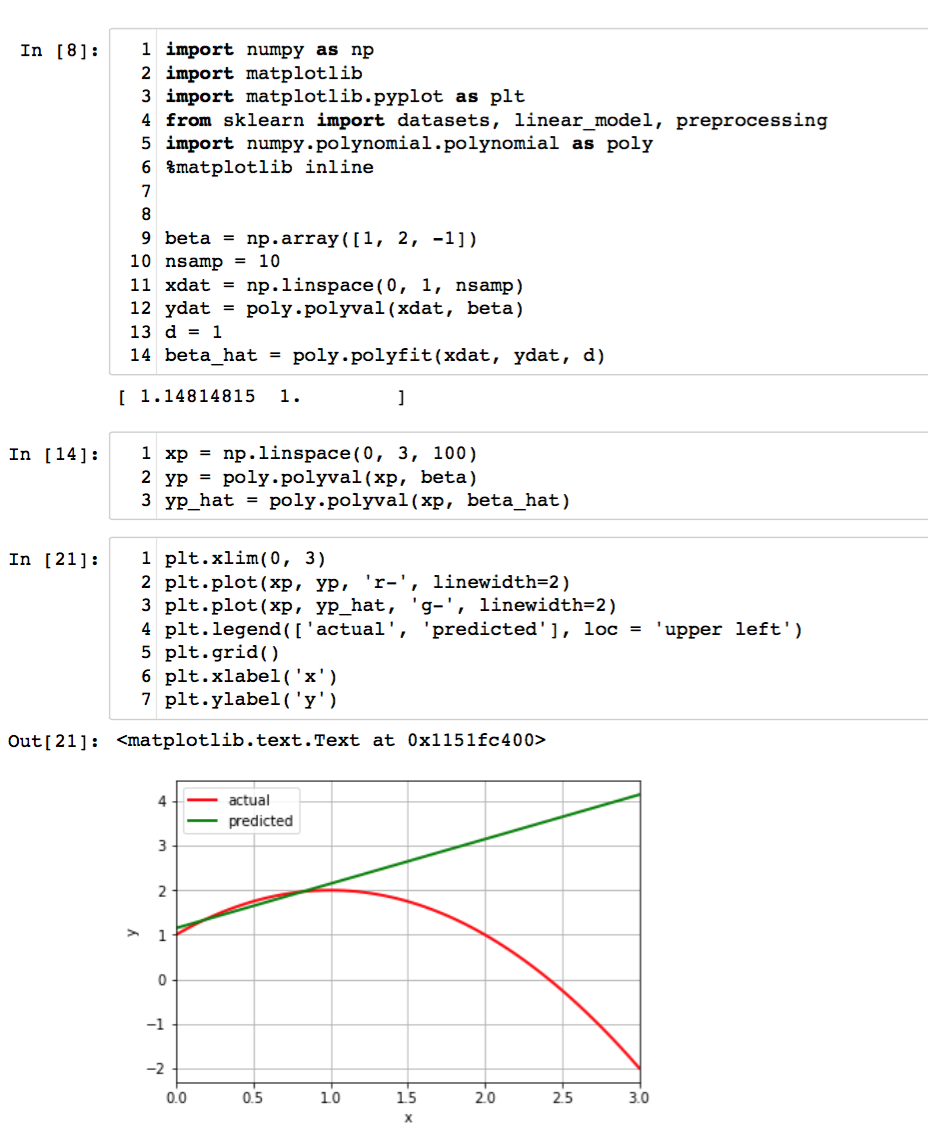 In [8]:
1 import numpy as np
2 import matplotlib
3 import matplotlib.pyplot as plt
4 from sklearn import datasets, linear_model, preprocessing
5 import numpy.polynomial.polynomial as poly
6 %matplotlib inline
7
8
9 beta = np.array([1, 2, -1])
10 nsamp = 10
11 xdat = np.linspace(0, 1, nsamp)
12 ydat = poly.polyval(xdat, beta)
13 d = 1
14 beta_hat = poly.polyfit(xdat, ydat, d)
[ 1.14814815  1.        ]
In [14]:
1 xp = np.linspace(0, 3, 100)
2 yp = poly.polyval(xp, beta)
3 yp_hat = poly.polyval(xp, beta_hat)
In [21]:
1 plt.xlim(0, 3)
2 plt.plot(xp, yp, 'r-', linewidth=2)
3 plt.plot(xp, yp_hat, 'g-', linewidth=2)
4 plt.legend(['actual', 'predicted'], loc = 'upper left')
5 plt.grid()
6 plt.xlabel('x')
7 plt.ylabel('y')
Out[21]: <matplotlib.text.Text at 0x1151fc400>
actual
predicted
4
3
2
1
0
−1
−2
y
0.0 0.5 1.0 1.5 2.0 2.5 3.0
x